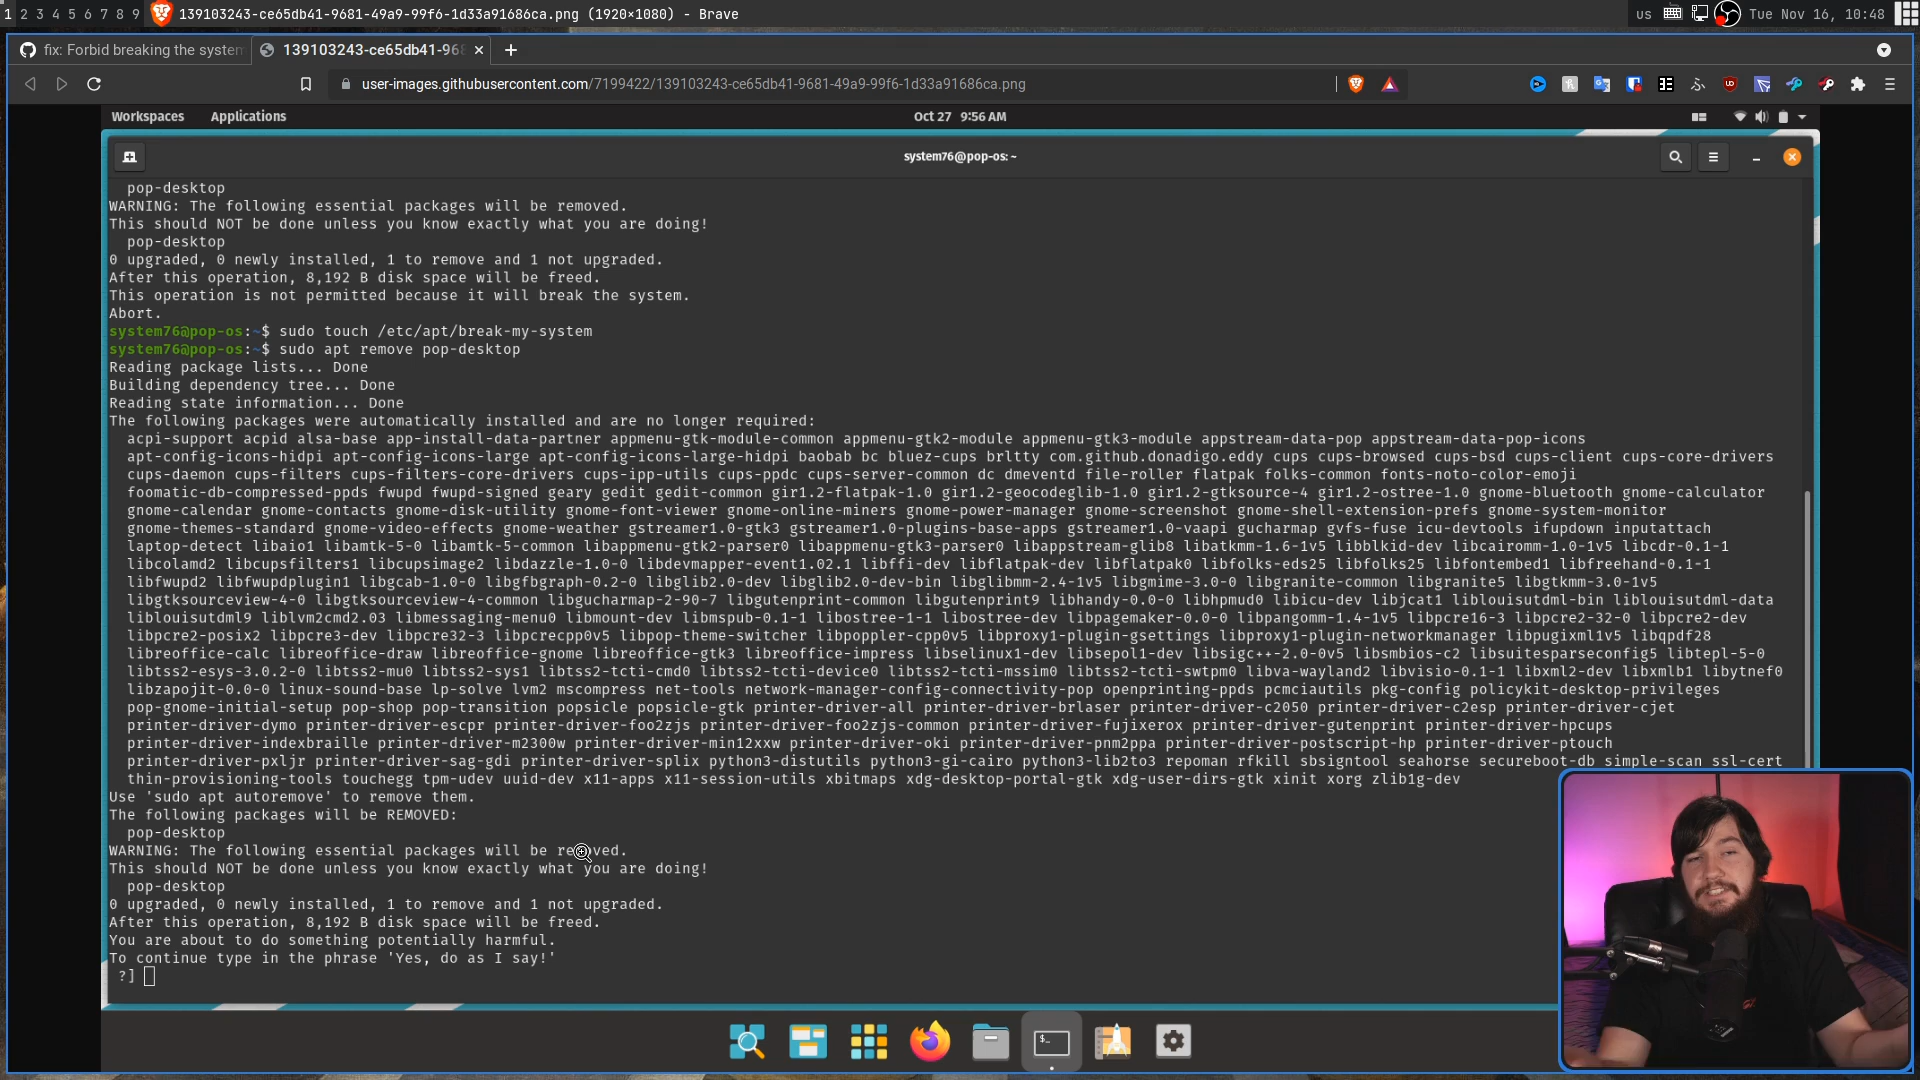 1 2 3 4 5 6 7 8 9 139103243-ce65db41-9681-49a9-99f6-1d33a91686ca.png (1920×1080) - Brave us Tue Nov 16, 10:48
fix: Forbid breaking the system 139103243-ce65db41-968
user-images.githubusercontent.com/7199422/139103243-ce65db41-9681-49a9-99f6-1d33a91686ca.png
Workspaces Applications Oct 27 9:56 AM
system76@pop-os: ~
pop-desktop
WARNING: The following essential packages will be removed.
This should NOT be done unless you know exactly what you are doing!
pop-desktop
0 upgraded, 0 newly installed, 1 to remove and 1 not upgraded.
After this operation, 8,192 B disk space will be freed.
This operation is not permitted because it will break the system.
Abort.
system76@pop-os:~$ sudo touch /etc/apt/break-my-system
system76@pop-os:~$ sudo apt remove pop-desktop
Reading package lists... Done
Building dependency tree... Done
Reading state information... Done
The following packages were automatically installed and are no longer required:
acpi-support acpid alsa-base app-install-data-partner appmenu-gtk-module-common appmenu-gtk2-module appmenu-gtk3-module appstream-data-pop appstream-data-pop-icons
apt-config-icons-hidpi apt-config-icons-large apt-config-icons-large-hidpi baobab bc bluez-cups brltty com.github.donadigo.eddy cups cups-browsed cups-bsd cups-client cups-core-drivers
cups-daemon cups-filters cups-filters-core-drivers cups-ipp-utils cups-ppdc cups-server-common dc dmeventd file-roller flatpak folks-common fonts-noto-color-emoji
foomatic-db-compressed-ppds fwupd fwupd-signed geary gedit gedit-common gir1.2-flatpak-1.0 gir1.2-geocodeglib-1.0 gir1.2-gtksource-4 gir1.2-ostree-1.0 gnome-bluetooth gnome-calculator
gnome-calendar gnome-contacts gnome-disk-utility gnome-font-viewer gnome-online-miners gnome-power-manager gnome-screenshot gnome-shell-extension-prefs gnome-system-monitor
gnome-themes-standard gnome-video-effects gnome-weather gstreamer1.0-gtk3 gstreamer1.0-plugins-base-apps gstreamer1.0-vaapi gucharmap gvfs-fuse icu-devtools ifupdown inputattach
laptop-detect libaio1 libamtk-5-0 libamtk-5-common libappmenu-gtk2-parser0 libappmenu-gtk3-parser0 libappstream-glib8 libatkmm-1.6-1v5 libblkid-dev libcairomm-1.0-1v5 libcdr-0.1-1
libcolamd2 libcupsfilters1 libcupsimage2 libdazzle-1.0-0 libdevmapper-event1.02.1 libffi-dev libflatpak-dev libflatpak0 libfolks-eds25 libfolks25 libfontembed1 libfreehand-0.1-1
libfwupd2 libfwupdplugin1 libgcab-1.0-0 libgfbgraph-0.2-0 libglib2.0-dev libglib2.0-dev-bin libglibmm-2.4-1v5 libgmime-3.0-0 libgranite-common libgranite5 libgtkmm-3.0-1v5
libgtksourceview-4-0 libgtksourceview-4-common libgucharmap-2-90-7 libgutenprint-common libgutenprint9 libhandy-0.0-0 libhpmud0 libicu-dev libjcat1 liblouisutdml-bin liblouisutdml-data
liblouisutdml9 liblvm2cmd2.03 libmessaging-menu0 libmount-dev libmspub-0.1-1 libostree-1-1 libostree-dev libpagemaker-0.0-0 libpangomm-1.4-1v5 libpcre16-3 libpcre2-32-0 libpcre2-dev
libpcre2-posix2 libpcre3-dev libpcre32-3 libpcrecpp0v5 libpop-theme-switcher libpoppler-cpp0v5 libproxy1-plugin-gsettings libproxy1-plugin-networkmanager libpugixml1v5 libqpdf28
libreoffice-calc libreoffice-draw libreoffice-gnome libreoffice-gtk3 libreoffice-impress libselinux1-dev libsepol1-dev libsigc++-2.0-0v5 libsmbios-c2 libsuitesparseconfig5 libtepl-5-0
libtss2-esys-3.0.2-0 libtss2-mu0 libtss2-sys1 libtss2-tcti-cmd0 libtss2-tcti-device0 libtss2-tcti-mssim0 libtss2-tcti-swtpm0 libva-wayland2 libvisio-0.1-1 libxml2-dev libxmlb1 libytnef0
libzapojit-0.0-0 linux-sound-base lp-solve lvm2 mscompress net-tools network-manager-config-connectivity-pop openprinting-ppds pcmciautils pkg-config policykit-desktop-privileges
pop-gnome-initial-setup pop-shop pop-transition popsicle popsicle-gtk printer-driver-all printer-driver-brlaser printer-driver-c2050 printer-driver-c2esp printer-driver-cjet
printer-driver-dymo printer-driver-escpr printer-driver-foo2zjs printer-driver-foo2zjs-common printer-driver-fujixerox printer-driver-gutenprint printer-driver-hpcups
printer-driver-indexbraille printer-driver-m2300w printer-driver-min12xxw printer-driver-oki printer-driver-pnm2ppa printer-driver-postscript-hp printer-driver-ptouch
printer-driver-pxljr printer-driver-sag-gdi printer-driver-splix python3-distutils python3-gi-cairo python3-lib2to3 repoman rfkill sbsigntool seahorse secureboot-db simple-scan ssl-cert
thin-provisioning-tools touchegg tpm-udev uuid-dev x11-apps x11-session-utils xbitmaps xdg-desktop-portal-gtk xdg-user-dirs-gtk xinit xorg zlib1g-dev
Use 'sudo apt autoremove' to remove them.
The following packages will be REMOVED:
pop-desktop
WARNING: The following essential packages will be removed.
This should NOT be done unless you know exactly what you are doing!
pop-desktop
0 upgraded, 0 newly installed, 1 to remove and 1 not upgraded.
After this operation, 8,192 B disk space will be freed.
You are about to do something potentially harmful.
To continue type in the phrase 'Yes, do as I say!'
?]